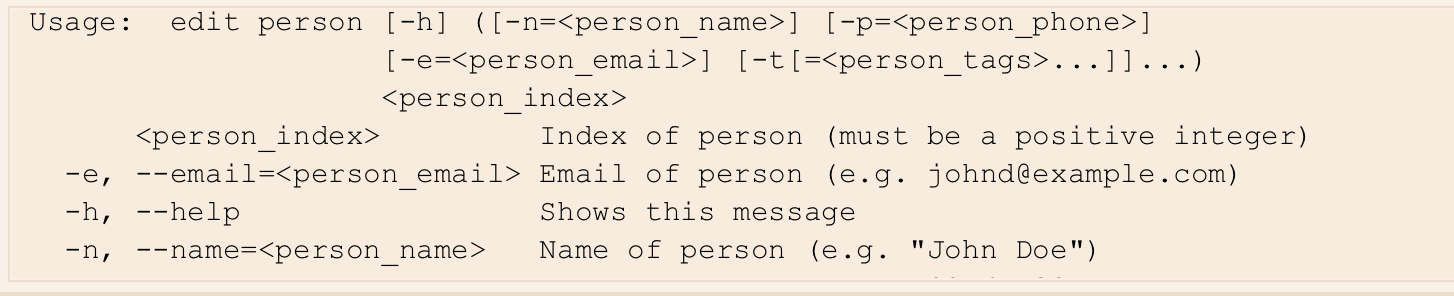 Usage:  edit person [-h] ([-n=<person_name>] [-p=<person_phone>]
                    [-e=<person_email>] [-t[=<person_tags>...]]...)
                    <person_index>
      <person_index>         Index of person (must be a positive integer)
  -e, --email=<person_email> Email of person (e.g. johnd@example.com)
  -h, --help                 Shows this message
  -n, --name=<person_name>   Name of person (e.g. "John Doe")